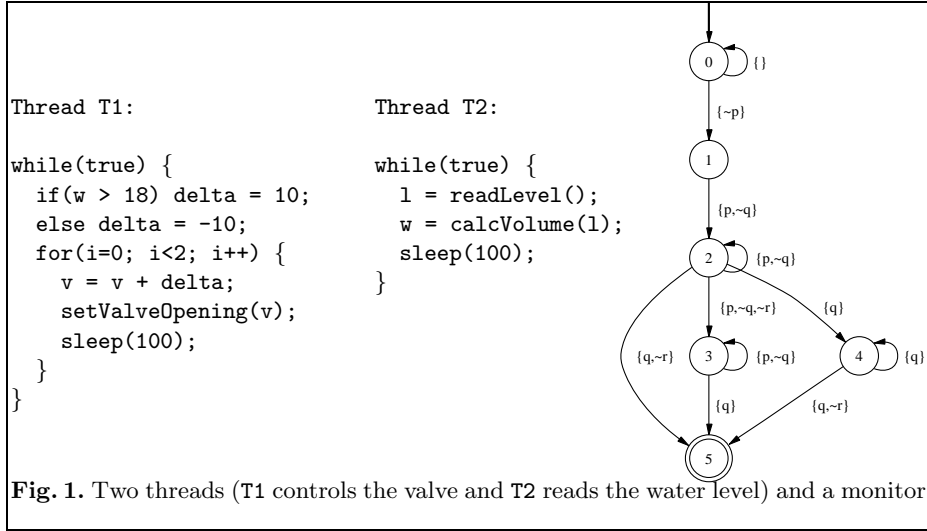 Thread T1:
while(true) {
if(w > 18) delta = 10;
else delta = -10;
for(i=0; i<2; i++) {
v = v + delta;
setValveOpening(v);
sleep(100);
}
}
Thread T2:
while(true) {
l = readLevel();
w = calcVolume(l);
sleep(100);
}
0
{}
{~p}
1
{p,~q}
2
{p,~q}
{p,~q,~r}
{q}
{q,~r}
3
{p,~q}
4
{q}
{q}
{q,~r}
5
Fig. 1. Two threads (T1 controls the valve and T2 reads the water level) and a monitor